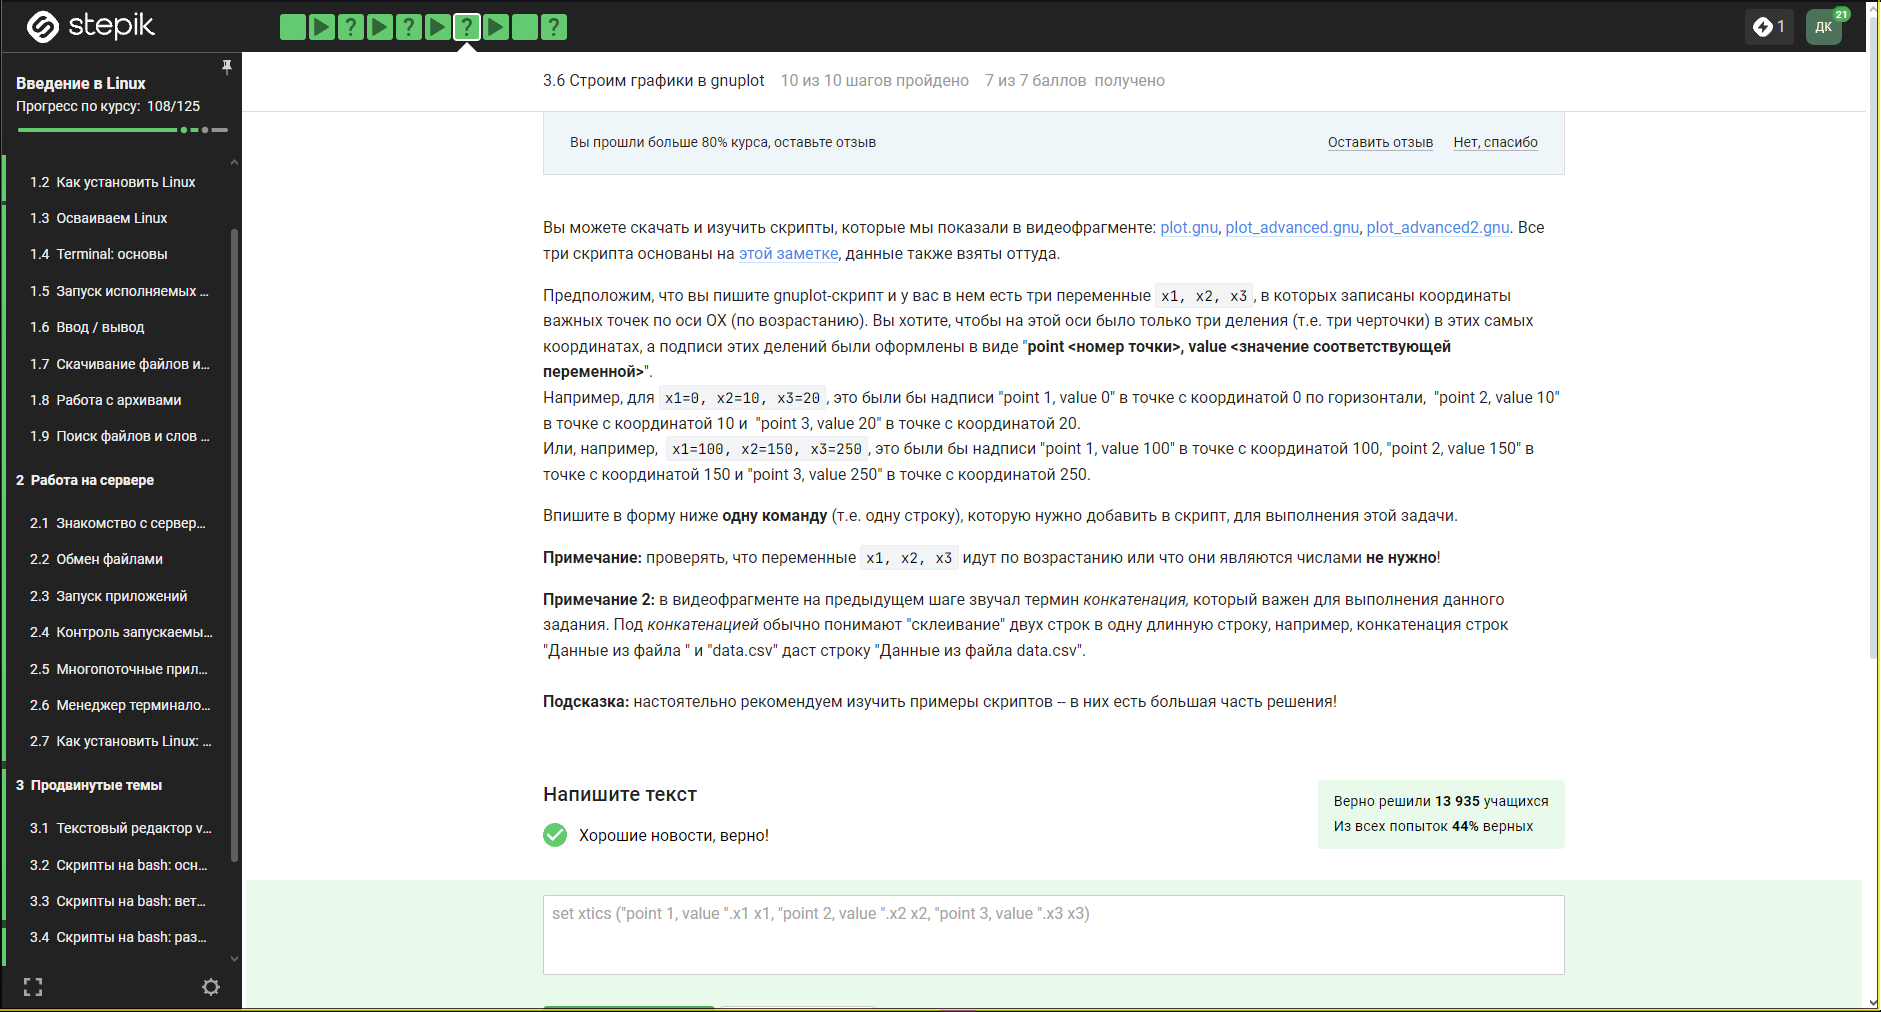 stepik
1
ДК
21
Введение в Linux
Прогресс по курсу: 108/125
1.2 Как установить Linux
1.3 Осваиваем Linux
1.4 Terminal: основы
1.5 Запуск исполняемых ...
1.6 Ввод / вывод
1.7 Скачивание файлов и...
1.8 Работа с архивами
1.9 Поиск файлов и слов ...
2 Работа на сервере
2.1 Знакомство с сервер...
2.2 Обмен файлами
2.3 Запуск приложений
2.4 Контроль запускаемы...
2.5 Многопоточные прил...
2.6 Менеджер терминало...
2.7 Как установить Linux: ...
3 Продвинутые темы
3.1 Текстовый редактор v...
3.2 Скрипты на bash: осн...
3.3 Скрипты на bash: вет...
3.4 Скрипты на bash: раз...
3.6 Строим графики в gnuplot 10 из 10 шагов пройдено 7 из 7 баллов получено
Вы прошли больше 80% курса, оставьте отзыв Оставить отзыв Нет, спасибо
Вы можете скачать и изучить скрипты, которые мы показали в видеофрагменте: plot.gnu, plot_advanced.gnu, plot_advanced2.gnu. Все
три скрипта основаны на этой заметке, данные также взяты оттуда.
Предположим, что вы пишите gnuplot-скрипт и у вас в нем есть три переменные x1, x2, x3, в которых записаны координаты
важных точек по оси OX (по возрастанию). Вы хотите, чтобы на этой оси было только три деления (т.е. три черточки) в этих самых
координатах, а подписи этих делений были оформлены в виде "point <номер точки>, value <значение соответствующей
переменной>".
Например, для x1=0, x2=10, x3=20, это были бы надписи "point 1, value 0" в точке с координатой 0 по горизонтали, "point 2, value 10"
в точке с координатой 10 и "point 3, value 20" в точке с координатой 20.
Или, например, x1=100, x2=150, x3=250, это были бы надписи "point 1, value 100" в точке с координатой 100, "point 2, value 150" в
точке с координатой 150 и "point 3, value 250" в точке с координатой 250.
Впишите в форму ниже одну команду (т.е. одну строку), которую нужно добавить в скрипт, для выполнения этой задачи.
Примечание: проверять, что переменные x1, x2, x3 идут по возрастанию или что они являются числами не нужно!
Примечание 2: в видеофрагменте на предыдущем шаге звучал термин конкатенация, который важен для выполнения данного
задания. Под конкатенацией обычно понимают "склеивание" двух строк в одну длинную строку, например, конкатенация строк
"Данные из файла " и "data.csv" даст строку "Данные из файла data.csv".
Подсказка: настоятельно рекомендуем изучить примеры скриптов -- в них есть большая часть решения!
Напишите текст
Хорошие новости, верно!
Верно решили 13 935 учащихся
Из всех попыток 44% верных
set xtics ("point 1, value ".x1 x1, "point 2, value ".x2 x2, "point 3, value ".x3 x3)